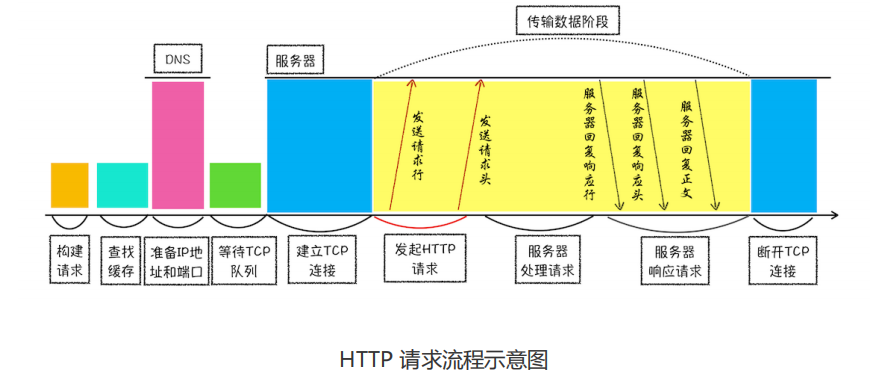 传输数据阶段
DNS
服务器
发送请求行
发送请求头
服务器回复响应行
服务器回复响应头
服务器回复正文
构建
请求
查找
缓存
准备IP地
址和端口
等待TCP
队列
建立TCP
连接
发起HTTP
请求
服务器
处理请求
服务器
响应请求
断开TCP
连接
HTTP 请求流程示意图